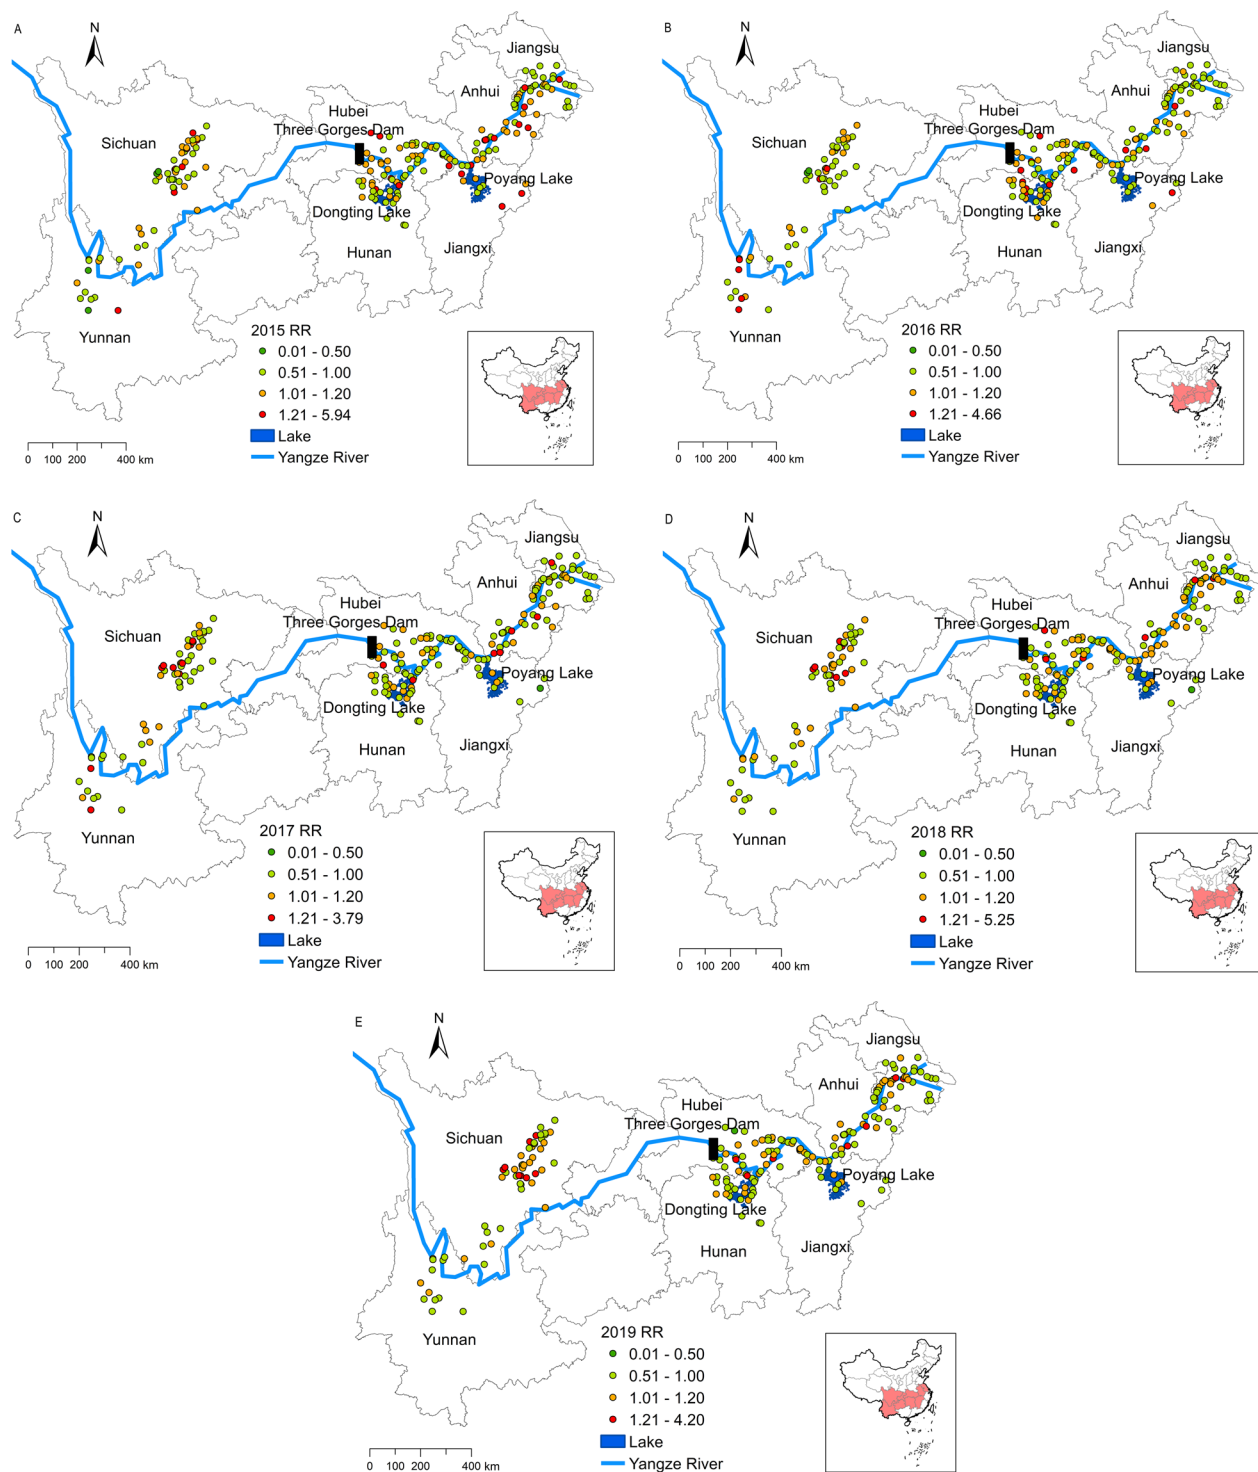 A
N
Jiangsu
Anhui
Hubei
Three Gorges Dam
Sichuan
Poyang Lake
Dongting Lake
Hunan
Jiangxi
Yunnan
2015 RR
0.01 - 0.50
0.51 - 1.00
1.01 - 1.20
1.21 - 5.94
Lake
Yangze River
0 100 200 400 km
B
N
Jiangsu
Anhui
Hubei
Three Gorges Dam
Sichuan
Poyang Lake
Dongting Lake
Hunan
Jiangxi
Yunnan
2016 RR
0.01 - 0.50
0.51 - 1.00
1.01 - 1.20
1.21 - 4.66
Lake
Yangze River
0 100 200 400 km
C
N
Jiangsu
Anhui
Hubei
Three Gorges Dam
Sichuan
Poyang Lake
Dongting Lake
Hunan
Jiangxi
Yunnan
2017 RR
0.01 - 0.50
0.51 - 1.00
1.01 - 1.20
1.21 - 3.79
Lake
Yangze River
0 100 200 400 km
D
N
Jiangsu
Anhui
Hubei
Three Gorges Dam
Sichuan
Poyang Lake
Dongting Lake
Hunan
Jiangxi
Yunnan
2018 RR
0.01 - 0.50
0.51 - 1.00
1.01 - 1.20
1.21 - 5.25
Lake
Yangze River
0 100 200 400 km
E
N
Jiangsu
Anhui
Hubei
Three Gorges Dam
Sichuan
Poyang Lake
Dongting Lake
Hunan
Jiangxi
Yunnan
2019 RR
0.01 - 0.50
0.51 - 1.00
1.01 - 1.20
1.21 - 4.20
Lake
Yangze River
0 100 200 400 km